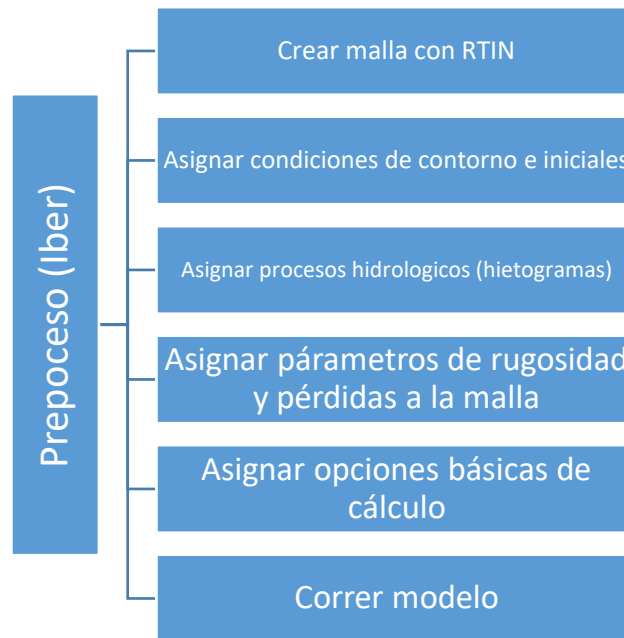 Prepoceso (Iber)
Crear malla con RTIN
Asignar condiciones de contorno e iniciales
Asignar procesos hidrologicos (hietogramas)
Asignar párametros de rugosidad
y pérdidas a la malla
Asignar opciones básicas de
cálculo
Correr modelo